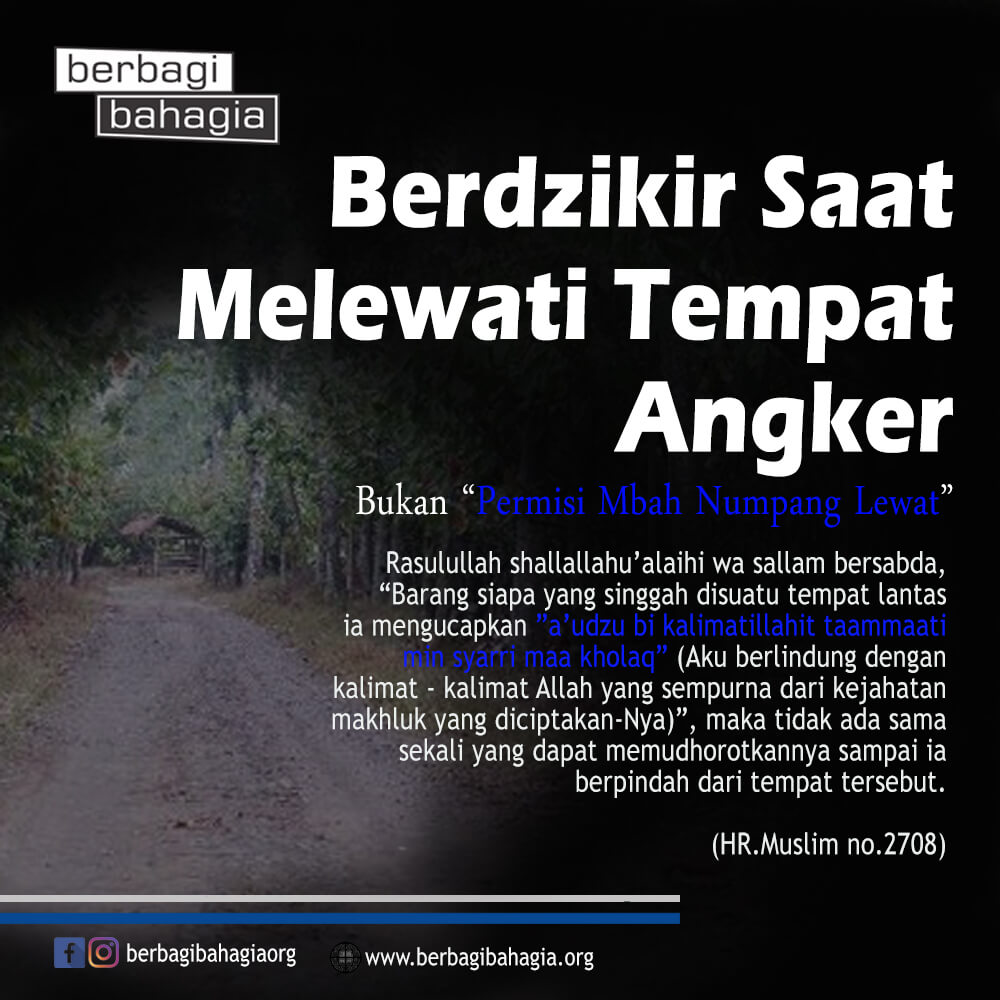 berbagi
bahagia
Berdzikir Saat
Melewati Tempat
Angker
Bukan “Permisi Mbah Numpang Lewat”
Rasulullah shallallahu’alaihi wa sallam bersabda,
“Barang siapa yang singgah disuatu tempat lantas
ia mengucapkan ”a’udzu bi kalimatillahit taammaati
min syarri maa kholaq” (Aku berlindung dengan
kalimat - kalimat Allah yang sempurna dari kejahatan
makhluk yang diciptakan-Nya)”, maka tidak ada sama
sekali yang dapat memudhorotkannya sampai ia
berpindah dari tempat tersebut.
(HR.Muslim no.2708)
berbagibahagiaorg
www.berbagibahagia.org